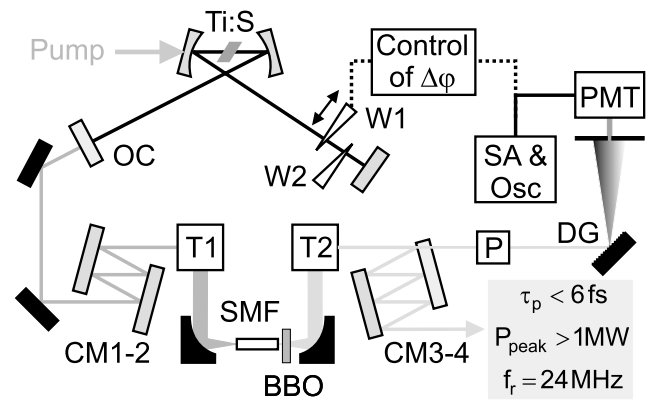 Ti:S
Pump
Control
of Δφ
PMT
W1
OC
W2
SA &
Osc
DG
T1
T2
P
SMF
CM1-2
BBO
CM3-4
τp < 6 fs
Ppeak > 1MW
fr = 24 MHz